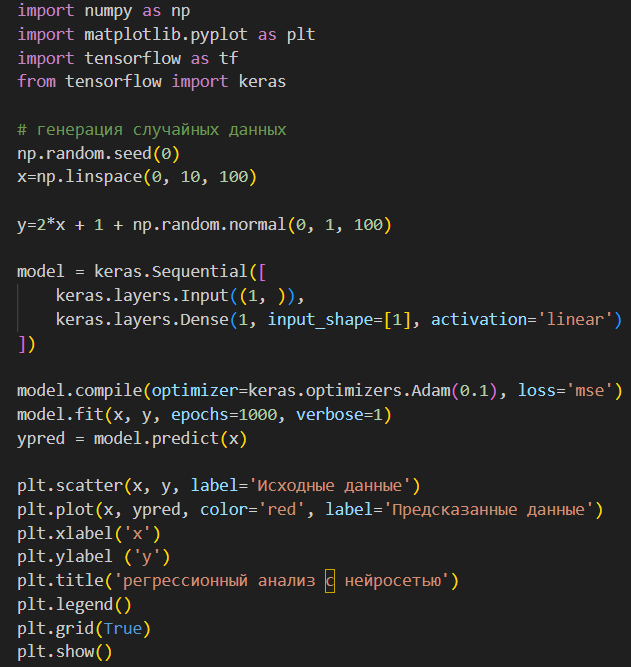 import numpy as np
import matplotlib.pyplot as plt
import tensorflow as tf
from tensorflow import keras

# генерация случайных данных
np.random.seed(0)
x=np.linspace(0, 10, 100)

y=2*x + 1 + np.random.normal(0, 1, 100)

model = keras.Sequential([
    keras.layers.Input((1, )),
    keras.layers.Dense(1, input_shape=[1], activation='linear')
])

model.compile(optimizer=keras.optimizers.Adam(0.1), loss='mse')
model.fit(x, y, epochs=1000, verbose=1)
ypred = model.predict(x)

plt.scatter(x, y, label='Исходные данные')
plt.plot(x, ypred, color='red', label='Предсказанные данные')
plt.xlabel('x')
plt.ylabel ('y')
plt.title('регрессионный анализ с нейросетью')
plt.legend()
plt.grid(True)
plt.show()